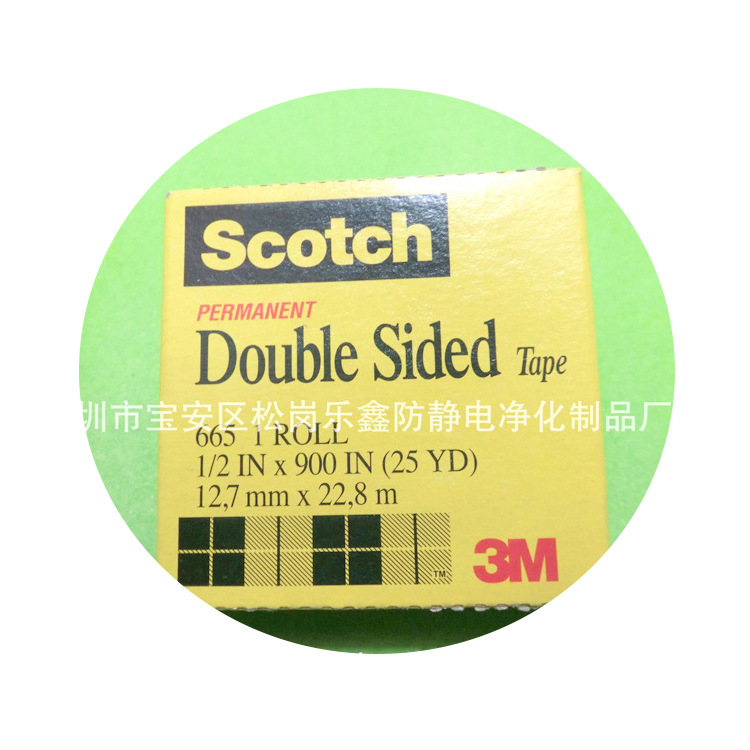 Scotch
PERMANENT
Double Sided Tape
圳市宝安区松岗乐鑫防静电净化制品厂
665 1 ROLL
1/2 IN x 900 IN (25 YD)
12,7 mm x 22,8 m
TM
3M